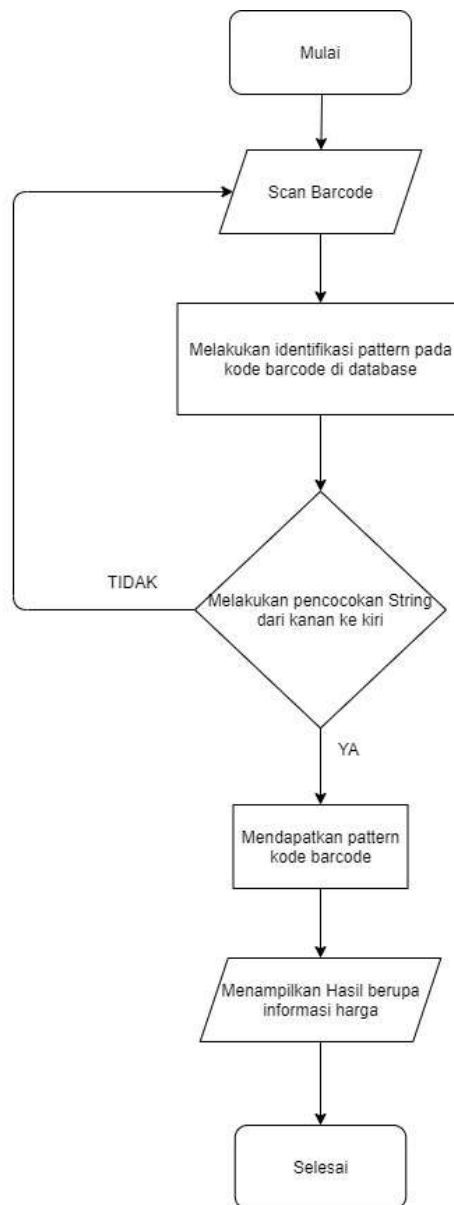 Mulai
Scan Barcode
Melakukan identifikasi pattern pada
kode barcode di database
TIDAK
Melakukan pencocokan String
dari kanan ke kiri
YA
Mendapatkan pattern
kode barcode
Menampilkan Hasil berupa
informasi harga
Selesai